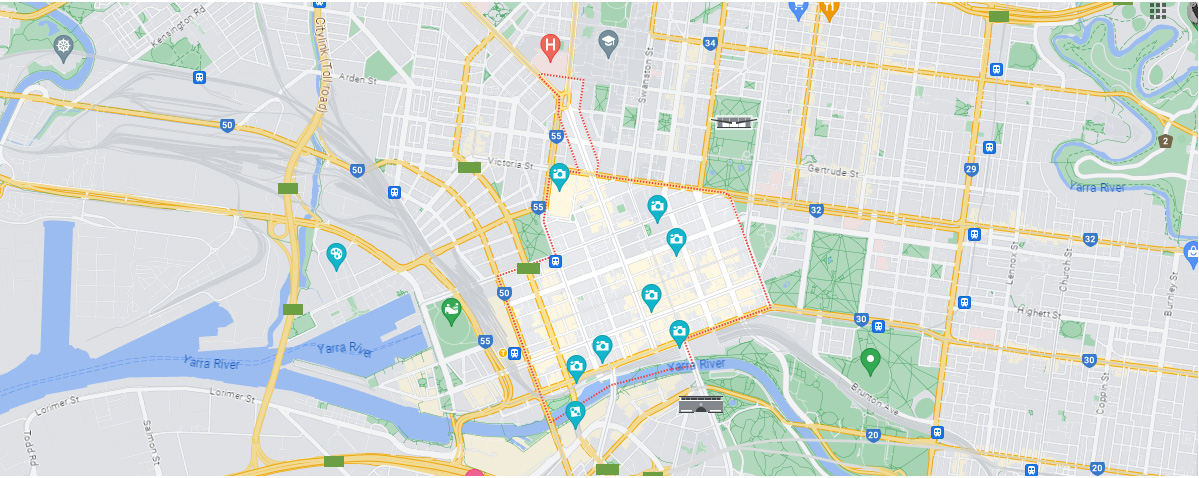 Kensington Rd
Citylink Tollroad
H
34
Swanston St
Arden St
50
55
2
Victoria St
50
Gertrude St
29
Yarra River
55
32
32
Lennox St
Church St
Burnley St
50
30
Highett St
55
Yarra River
Yarra River
Yarra River
30
Brunton Ave
Coppin St
Lorimer St
Lorimer St
Salmon St
Todd Rd
20
20